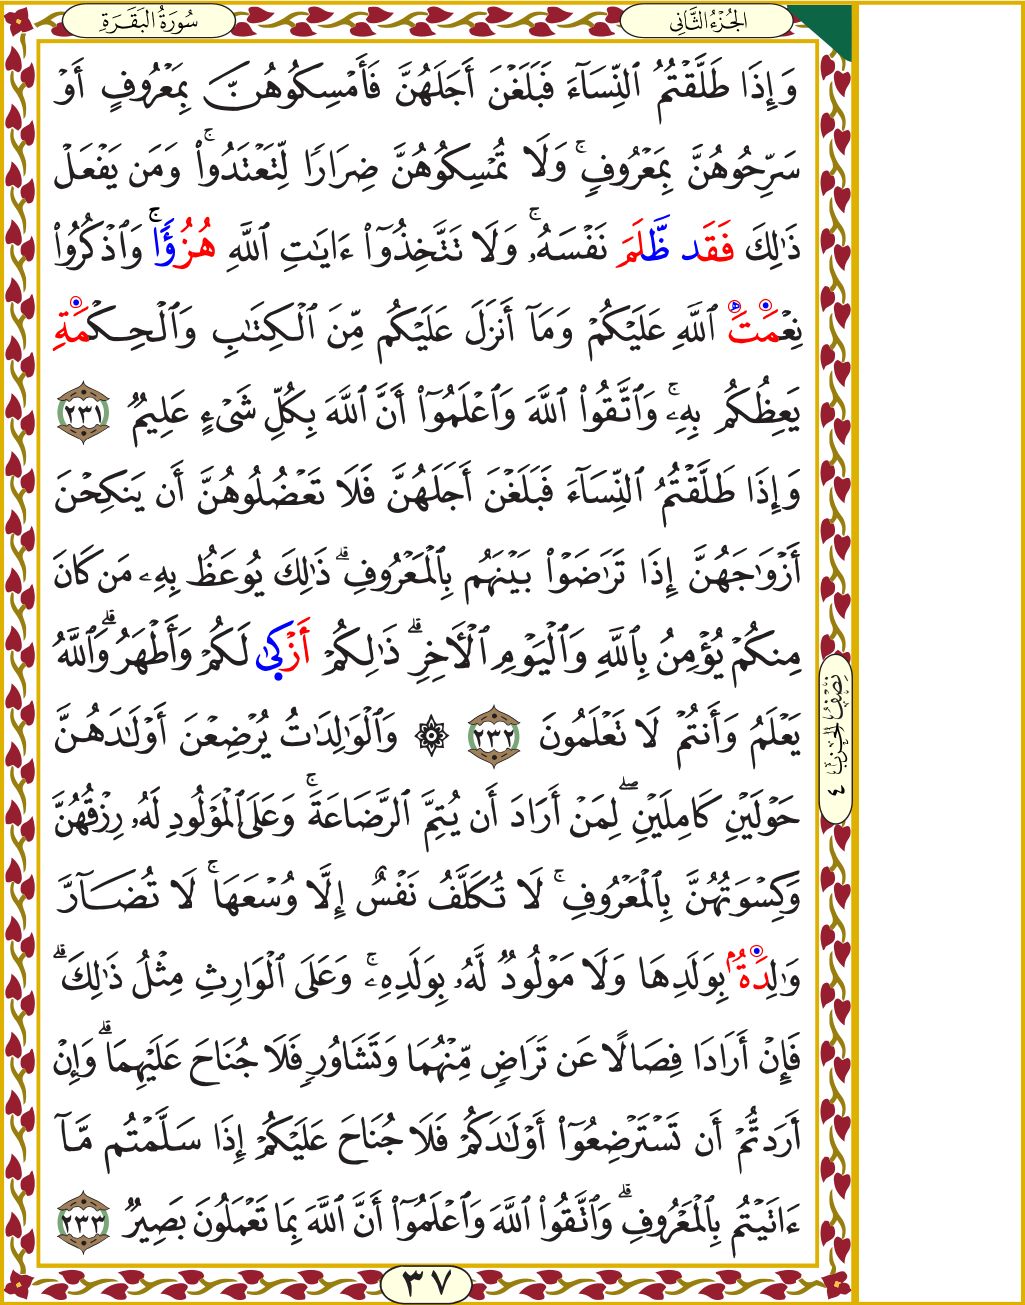 الجُزْءُ الثَّانِى
سُورَةُ البَقَرَةِ
وَإِذَا طَلَّقْتُمُ ٱلنِّسَآءَ فَبَلَغْنَ أَجَلَهُنَّ فَأَمْسِكُوهُنَّ بِمَعْرُوفٍ أَوْ
سَرِّحُوهُنَّ بِمَعْرُوفٍۚ وَلَا تُمْسِكُوهُنَّ ضِرَارًا لِّتَعْتَدُوا۟ۚ وَمَن يَفْعَلْ
ذَٰلِكَ فَقَد ظَّلَمَ نَفْسَهُۥۚ وَلَا تَتَّخِذُوٓا۟ ءَايَـٰتِ ٱللَّهِ هُزُؤًاۚ وَٱذْكُرُوا۟
نِعْمَتَ ٱللَّهِ عَلَيْكُمْ وَمَآ أَنزَلَ عَلَيْكُم مِّنَ ٱلْكِتَـٰبِ وَٱلْحِكْمَةِ
يَعِظُكُم بِهِۦۚ وَٱتَّقُوا۟ ٱللَّهَ وَٱعْلَمُوٓا۟ أَنَّ ٱللَّهَ بِكُلِّ شَىْءٍ عَلِيمٌ ٢٣١
وَإِذَا طَلَّقْتُمُ ٱلنِّسَآءَ فَبَلَغْنَ أَجَلَهُنَّ فَلَا تَعْضُلُوهُنَّ أَن يَنكِحْنَ
أَزْوَٰجَهُنَّ إِذَا تَرَٰضَوْا۟ بَيْنَهُم بِٱلْمَعْرُوفِۗ ذَٰلِكَ يُوعَظُ بِهِۦ مَن كَانَ
مِنكُمْ يُؤْمِنُ بِٱللَّهِ وَٱلْيَوْمِ ٱلْـَٔاخِرِۗ ذَٰلِكُمْ أَزْكَىٰ لَكُمْ وَأَطْهَرُۗ وَٱللَّهُ
يَعْلَمُ وَأَنتُمْ لَا تَعْلَمُونَ ٢٣٢ ۞ وَٱلْوَٰلِدَٰتُ يُرْضِعْنَ أَوْلَـٰدَهُنَّ
حَوْلَيْنِ كَامِلَيْنِۖ لِمَنْ أَرَادَ أَن يُتِمَّ ٱلرَّضَاعَةَۚ وَعَلَى ٱلْمَوْلُودِ لَهُۥ رِزْقُهُنَّ
وَكِسْوَتُهُنَّ بِٱلْمَعْرُوفِۚ لَا تُكَلَّفُ نَفْسٌ إِلَّا وُسْعَهَاۚ لَا تُضَآرَّ
وَٰلِدَةٌۢ بِوَلَدِهَا وَلَا مَوْلُودٌ لَّهُۥ بِوَلَدِهِۦۚ وَعَلَى ٱلْوَارِثِ مِثْلُ ذَٰلِكَۗ
فَإِنْ أَرَادَا فِصَالًا عَن تَرَاضٍ مِّنْهُمَا وَتَشَاوُرٍ فَلَا جُنَاحَ عَلَيْهِمَاۗ وَإِنْ
أَرَدتُّمْ أَن تَسْتَرْضِعُوٓا۟ أَوْلَـٰدَكُمْ فَلَا جُنَاحَ عَلَيْكُمْ إِذَا سَلَّمْتُم مَّآ
ءَاتَيْتُم بِٱلْمَعْرُوفِۗ وَٱتَّقُوا۟ ٱللَّهَ وَٱعْلَمُوٓا۟ أَنَّ ٱللَّهَ بِمَا تَعْمَلُونَ بَصِيرٌ ٢٣٣
نِصْفُ الحِزْبِ ٤
٣٧